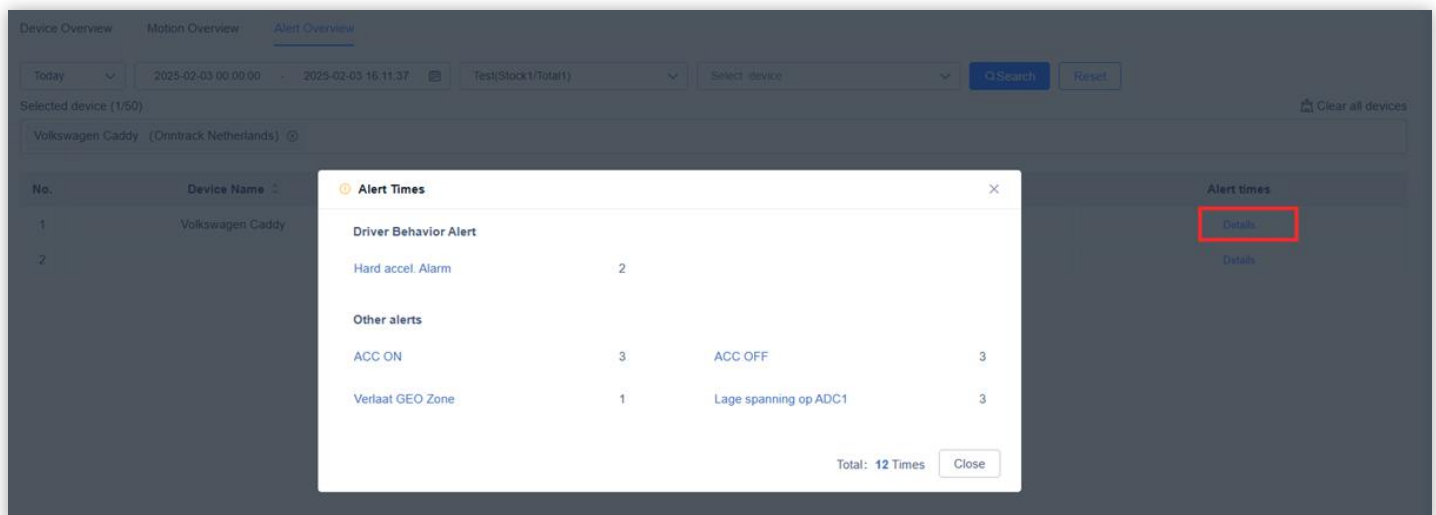 Device Overview Motion Overview Alert Overview
Today 2025-02-03 00:00:00 - 2025-02-03 16:11:37 Test(Stock1/Total1) Select device Search Reset
Selected device (1/50) Clear all devices
Volkswagen Caddy (Onntrack Netherlands)
No. Device Name Alert Times Alert times
1 Volkswagen Caddy Driver Behavior Alert Details
Hard accel. Alarm 2
2 Details
Other alerts
ACC ON 3 ACC OFF 3
Verlaat GEO Zone 1 Lage spanning op ADC1 3
Total: 12 Times Close